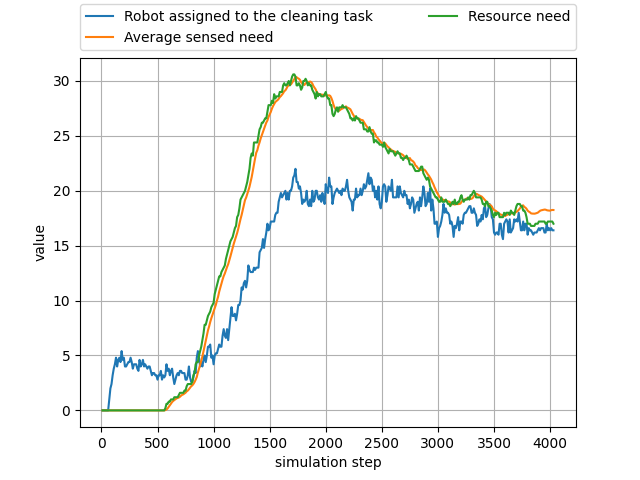 Robot assigned to the cleaning task
Average sensed need
Resource need
30
25
20
15
10
5
0
value
0 500 1000 1500 2000 2500 3000 3500 4000
simulation step